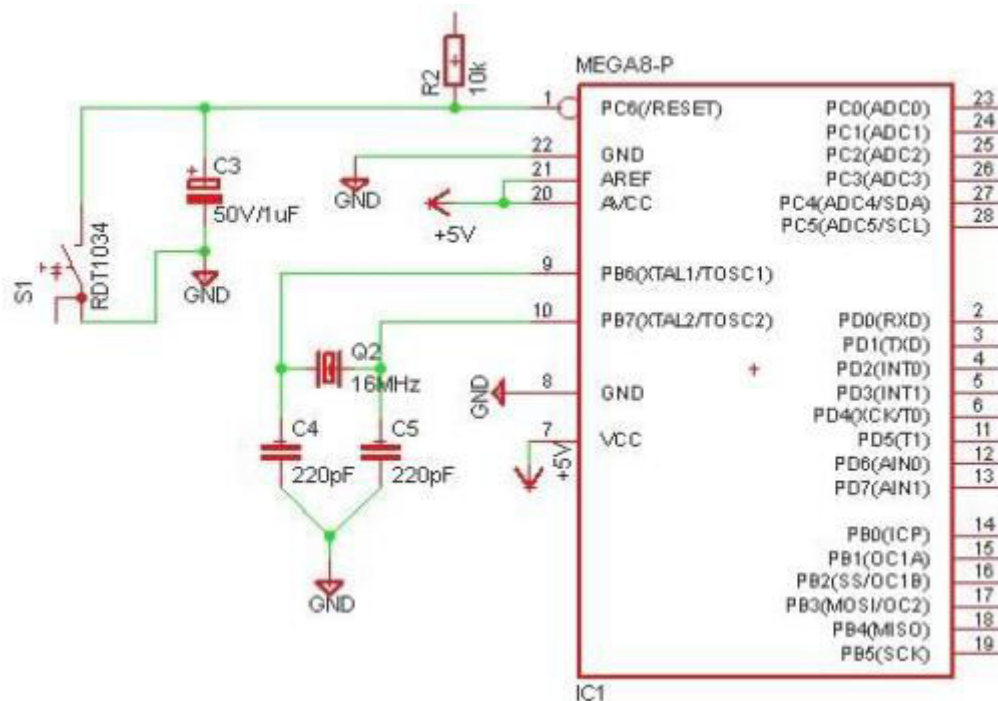 MEGA8-P
R2
10k
1
PC6(/RESET)
PC0(ADC0)
23
PC1(ADC1)
24
22
GND
PC2(ADC2)
25
21
AREF
PC3(ADC3)
26
20
AVCC
PC4(ADC4/SDA)
27
PC5(ADC5/SCL)
28
GND
+5V
C3
50V/1uF
GND
S1
RDT1034
9
PB6(XTAL1/TOSC1)
10
PB7(XTAL2/TOSC2)
PD0(RXD)
2
PD1(TXD)
3
PD2(INT0)
4
PD3(INT1)
5
PD4(XCK/T0)
6
PD5(T1)
11
PD6(AIN0)
12
PD7(AIN1)
13
Q2
16MHz
GND
8
GND
7
VCC
+5V
C4
220pF
C5
220pF
GND
PB0(ICP)
14
PB1(OC1A)
15
PB2(SS/OC1B)
16
PB3(MOSI/OC2)
17
PB4(MISO)
18
PB5(SCK)
19
IC1